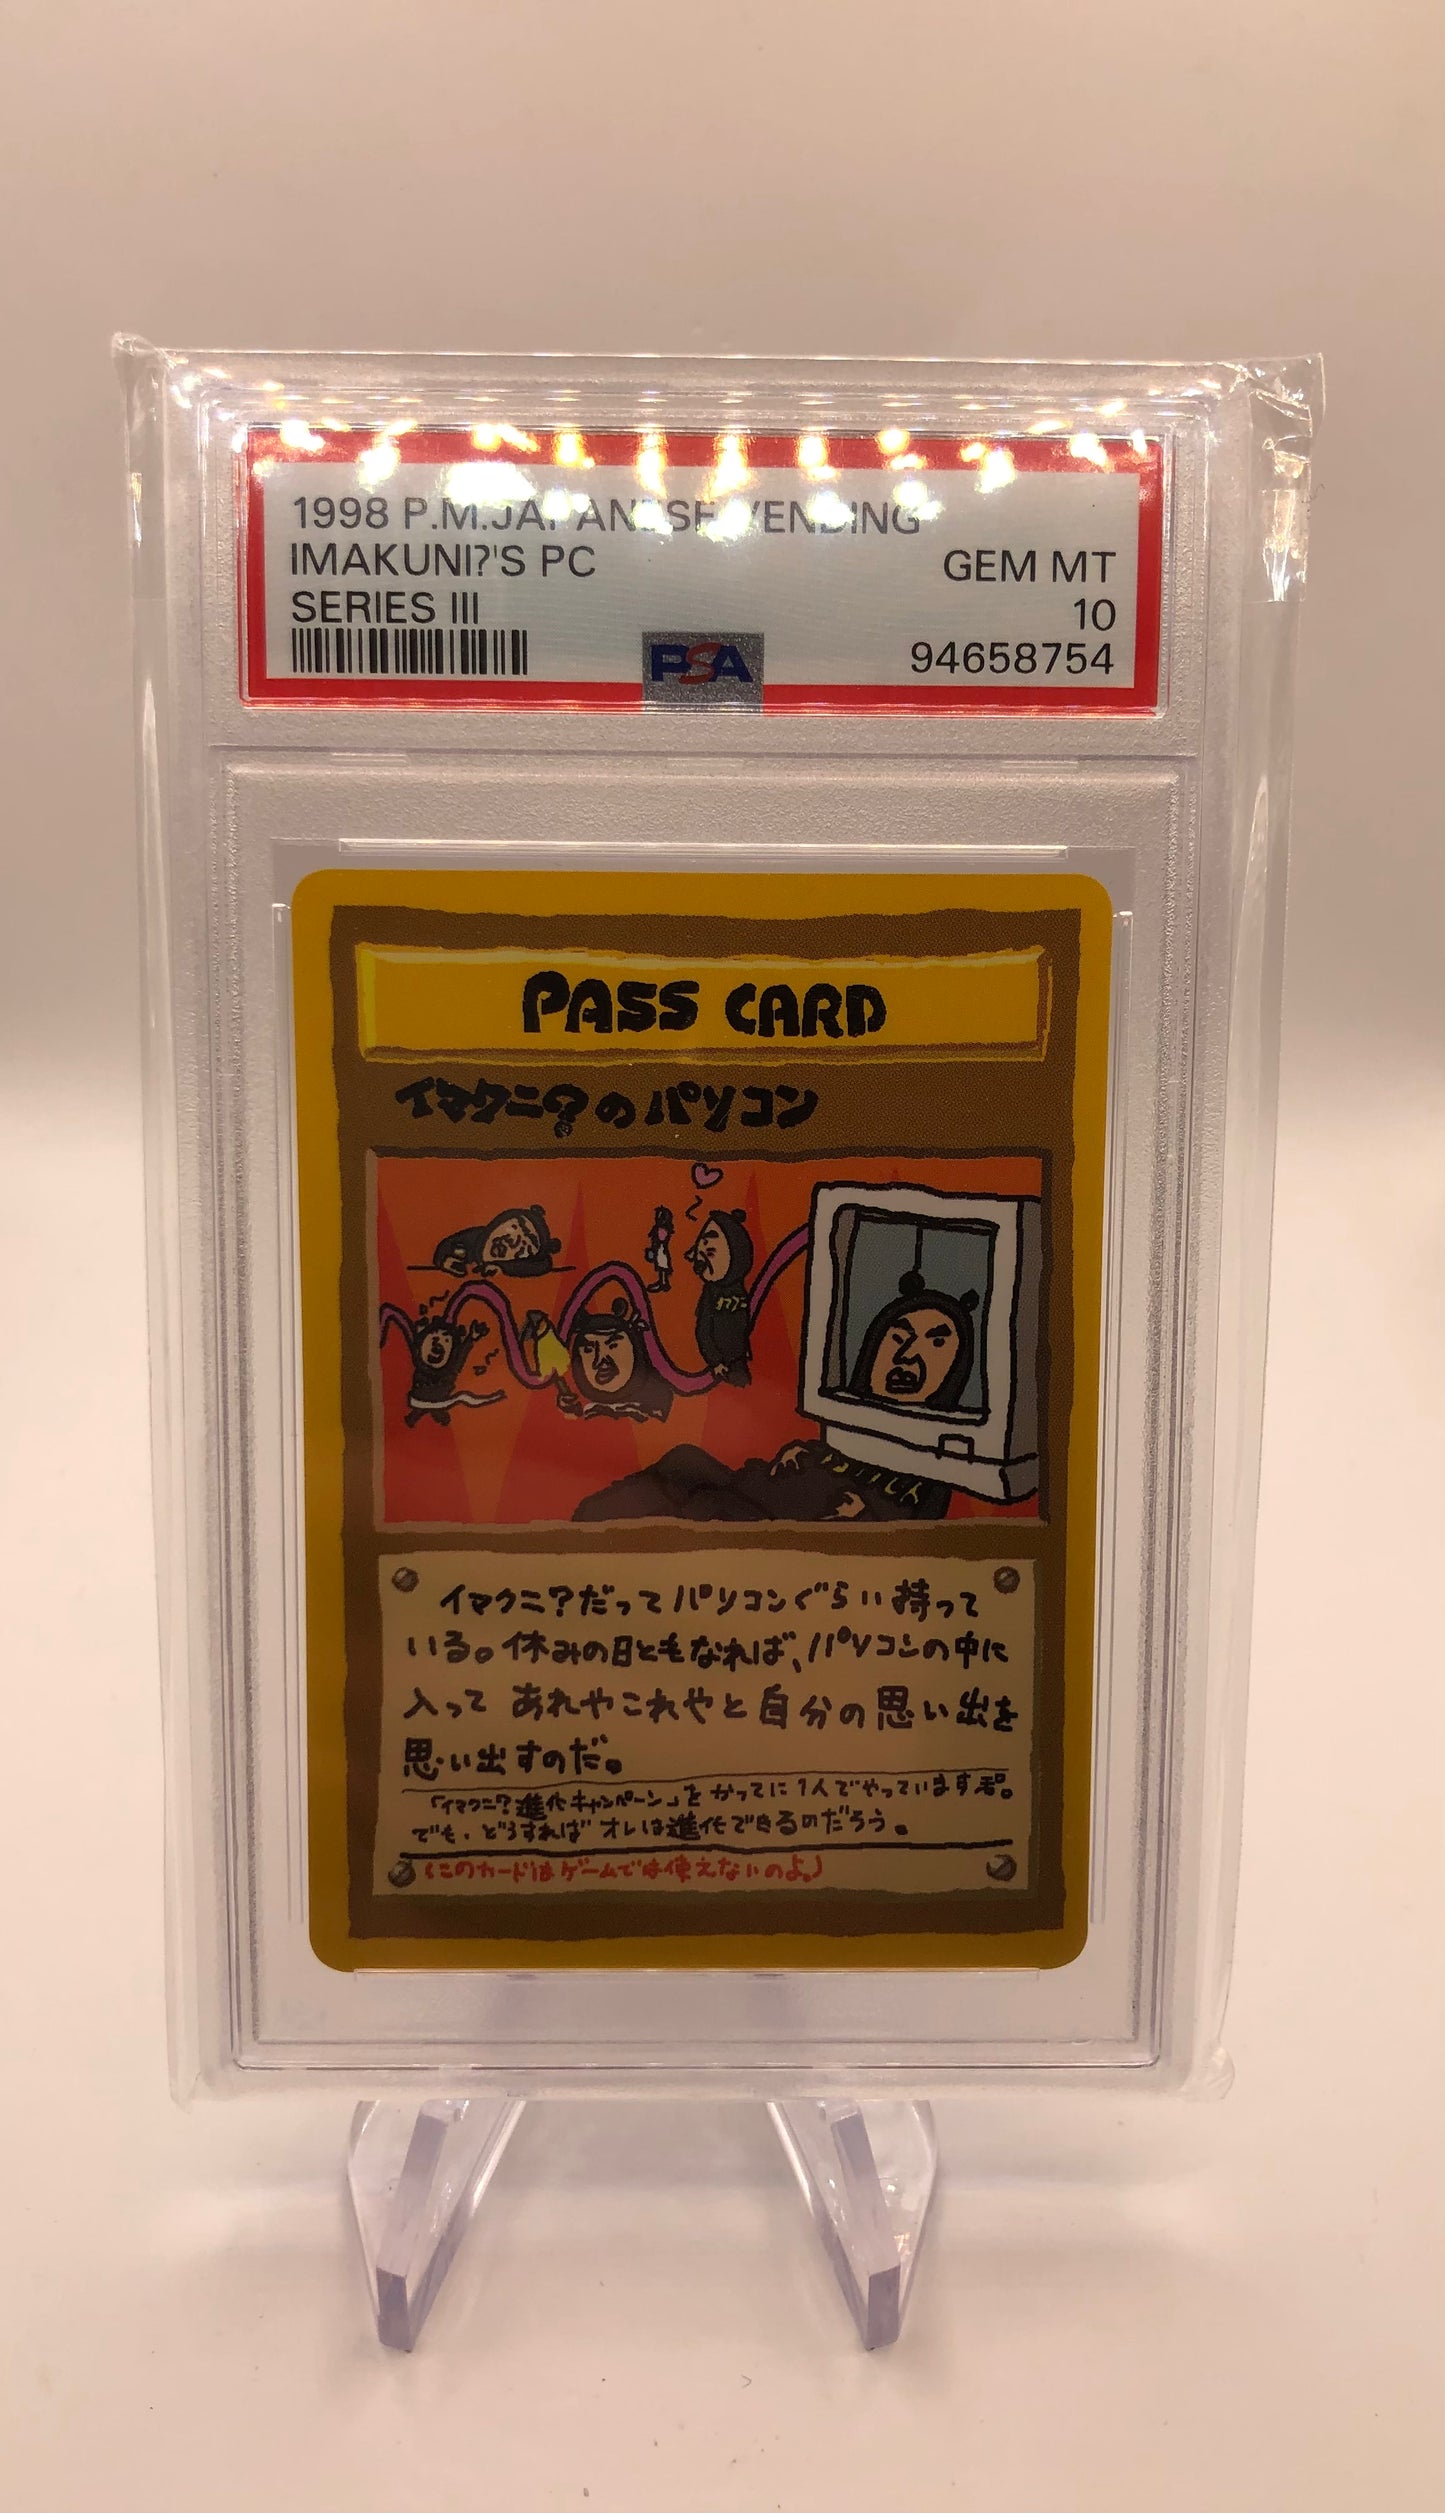 1998 P.M.JAPANESE VENDING
IMAKUNI?'S PC
GEM MT
SERIES III
10
PSA
94658754
PASS CARD
イマクニ?のパソコン
イマクニ?だってパソコンぐらい持って
いる。休みの日ともなれば、パソコンの中に
入って あれやこれやと自分の思い出を
思い出すのだ。
「イマクニ?進化キャンペーン」を かってに1人でやっています
でも、どうすれば オレは進化できるのだろう。
(このカードはゲームでは使えないのよ。)